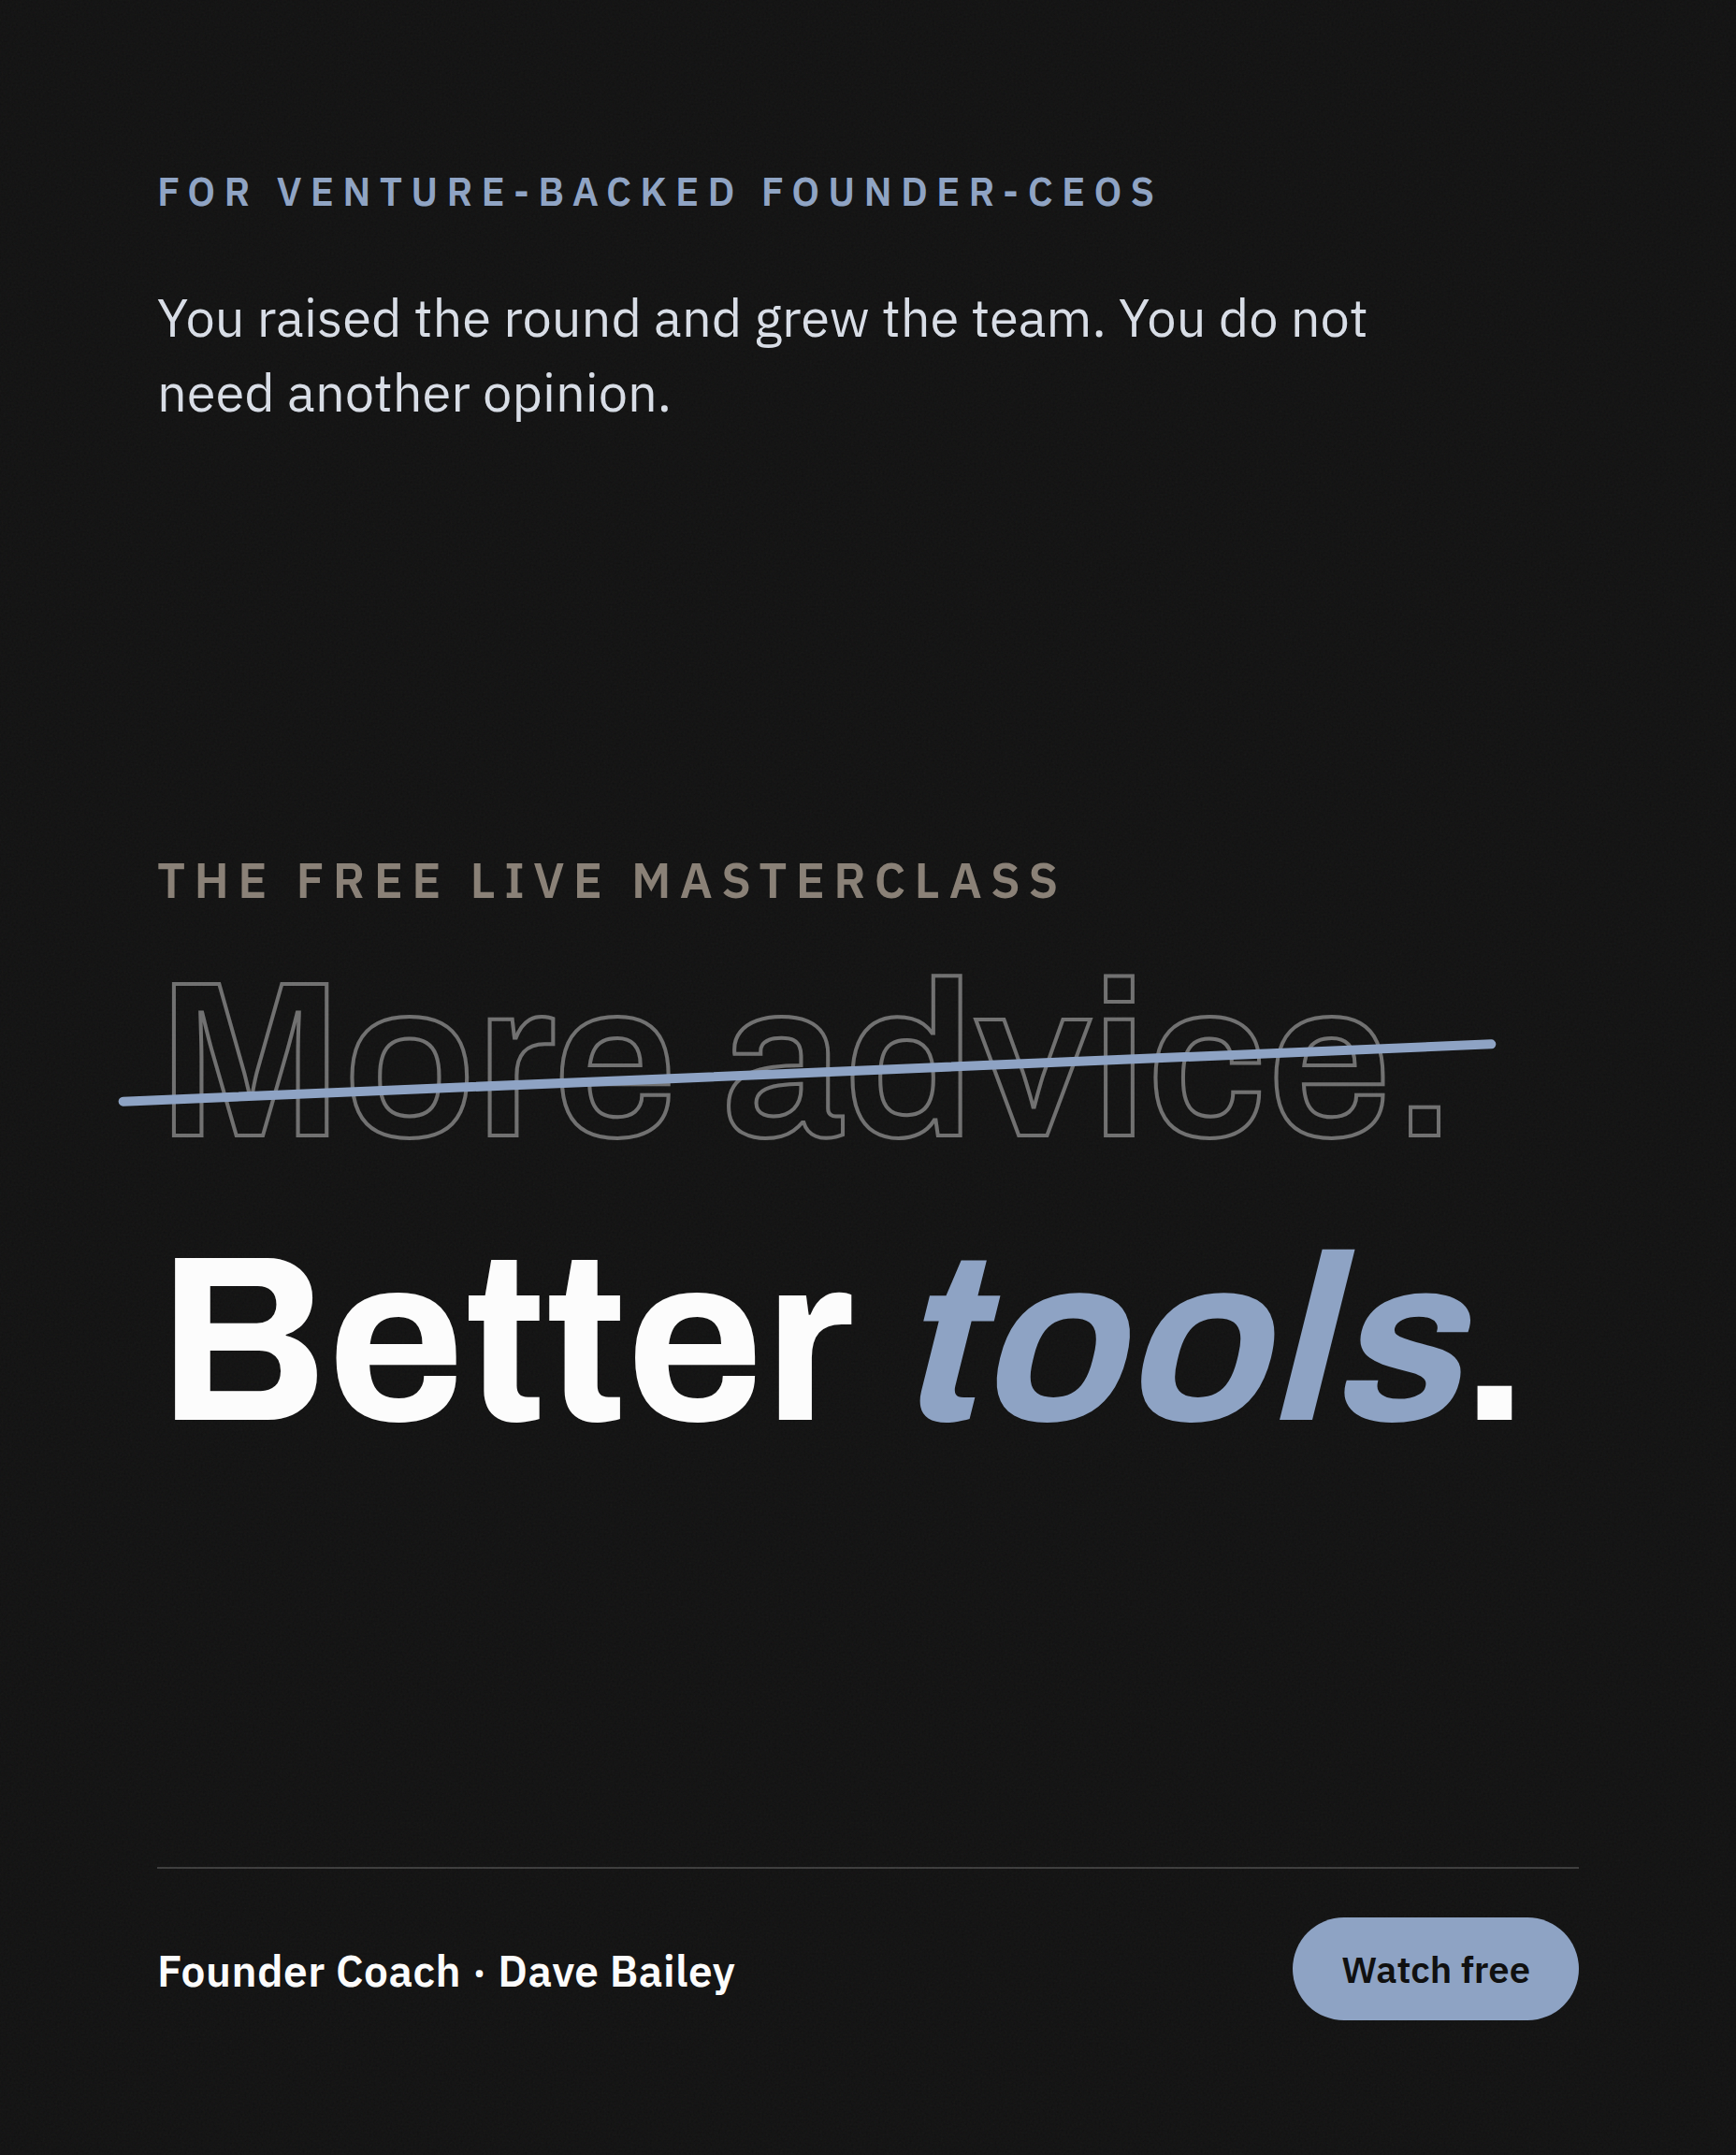 FOR VENTURE-BACKED FOUNDER-CEOS
You raised the round and grew the team. You do not
need another opinion.
THE FREE LIVE MASTERCLASS
More advice.
Better tools.
Founder Coach · Dave Bailey
Watch free